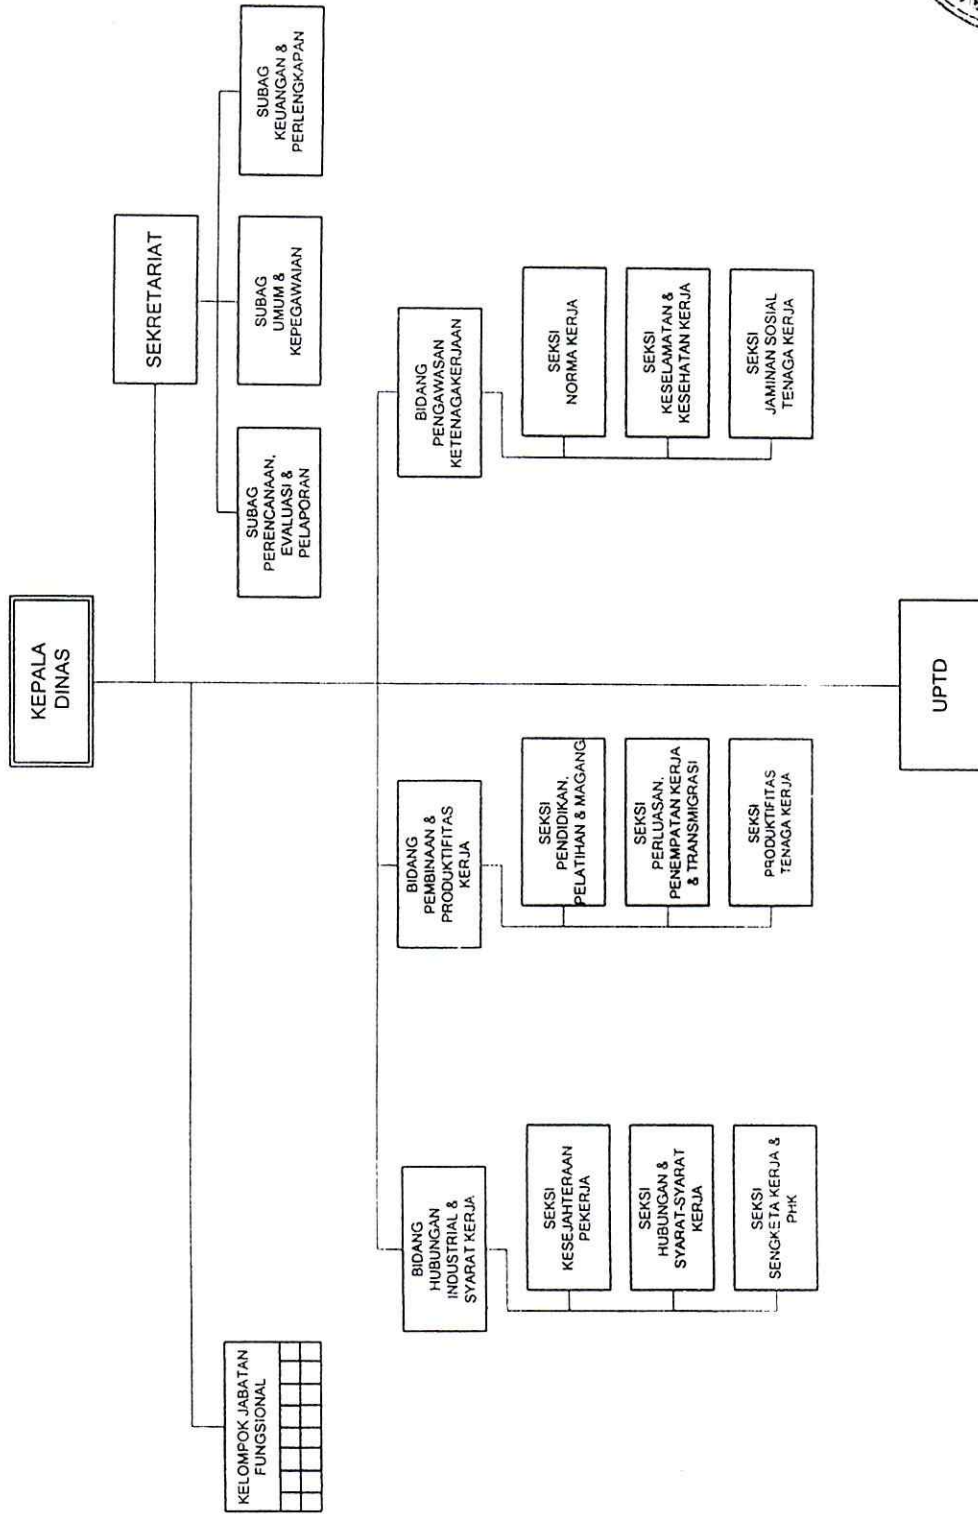 KEPALA
DINAS
SEKRETARIAT
SUBAG
PERENCANAAN,
EVALUASI &
PELAPORAN
SUBAG
UMUM &
KEPEGAWAIAN
SUBAG
KEUANGAN &
PERLENGKAPAN
KELOMPOK JABATAN
FUNGSIONAL
BIDANG
HUBUNGAN
INDUSTRIAL &
SYARAT KERJA
SEKSI
KESEJAHTERAAN
PEKERJA
SEKSI
HUBUNGAN &
SYARAT-SYARAT
KERJA
SEKSI
SENGKETA KERJA &
PHK
BIDANG
PEMBINAAN &
PRODUKTIFITAS
KERJA
SEKSI
PENDIDIKAN,
PELATIHAN & MAGANG
SEKSI
PERLUASAN,
PENEMPATAN KERJA
& TRANSMIGRASI
SEKSI
PRODUKTIFITAS
TENAGA KERJA
BIDANG
PENGAWASAN
KETENAGAKERJAAN
SEKSI
NORMA KERJA
SEKSI
KESELAMATAN &
KESEHATAN KERJA
SEKSI
JAMINAN SOSIAL
TENAGA KERJA
UPTD